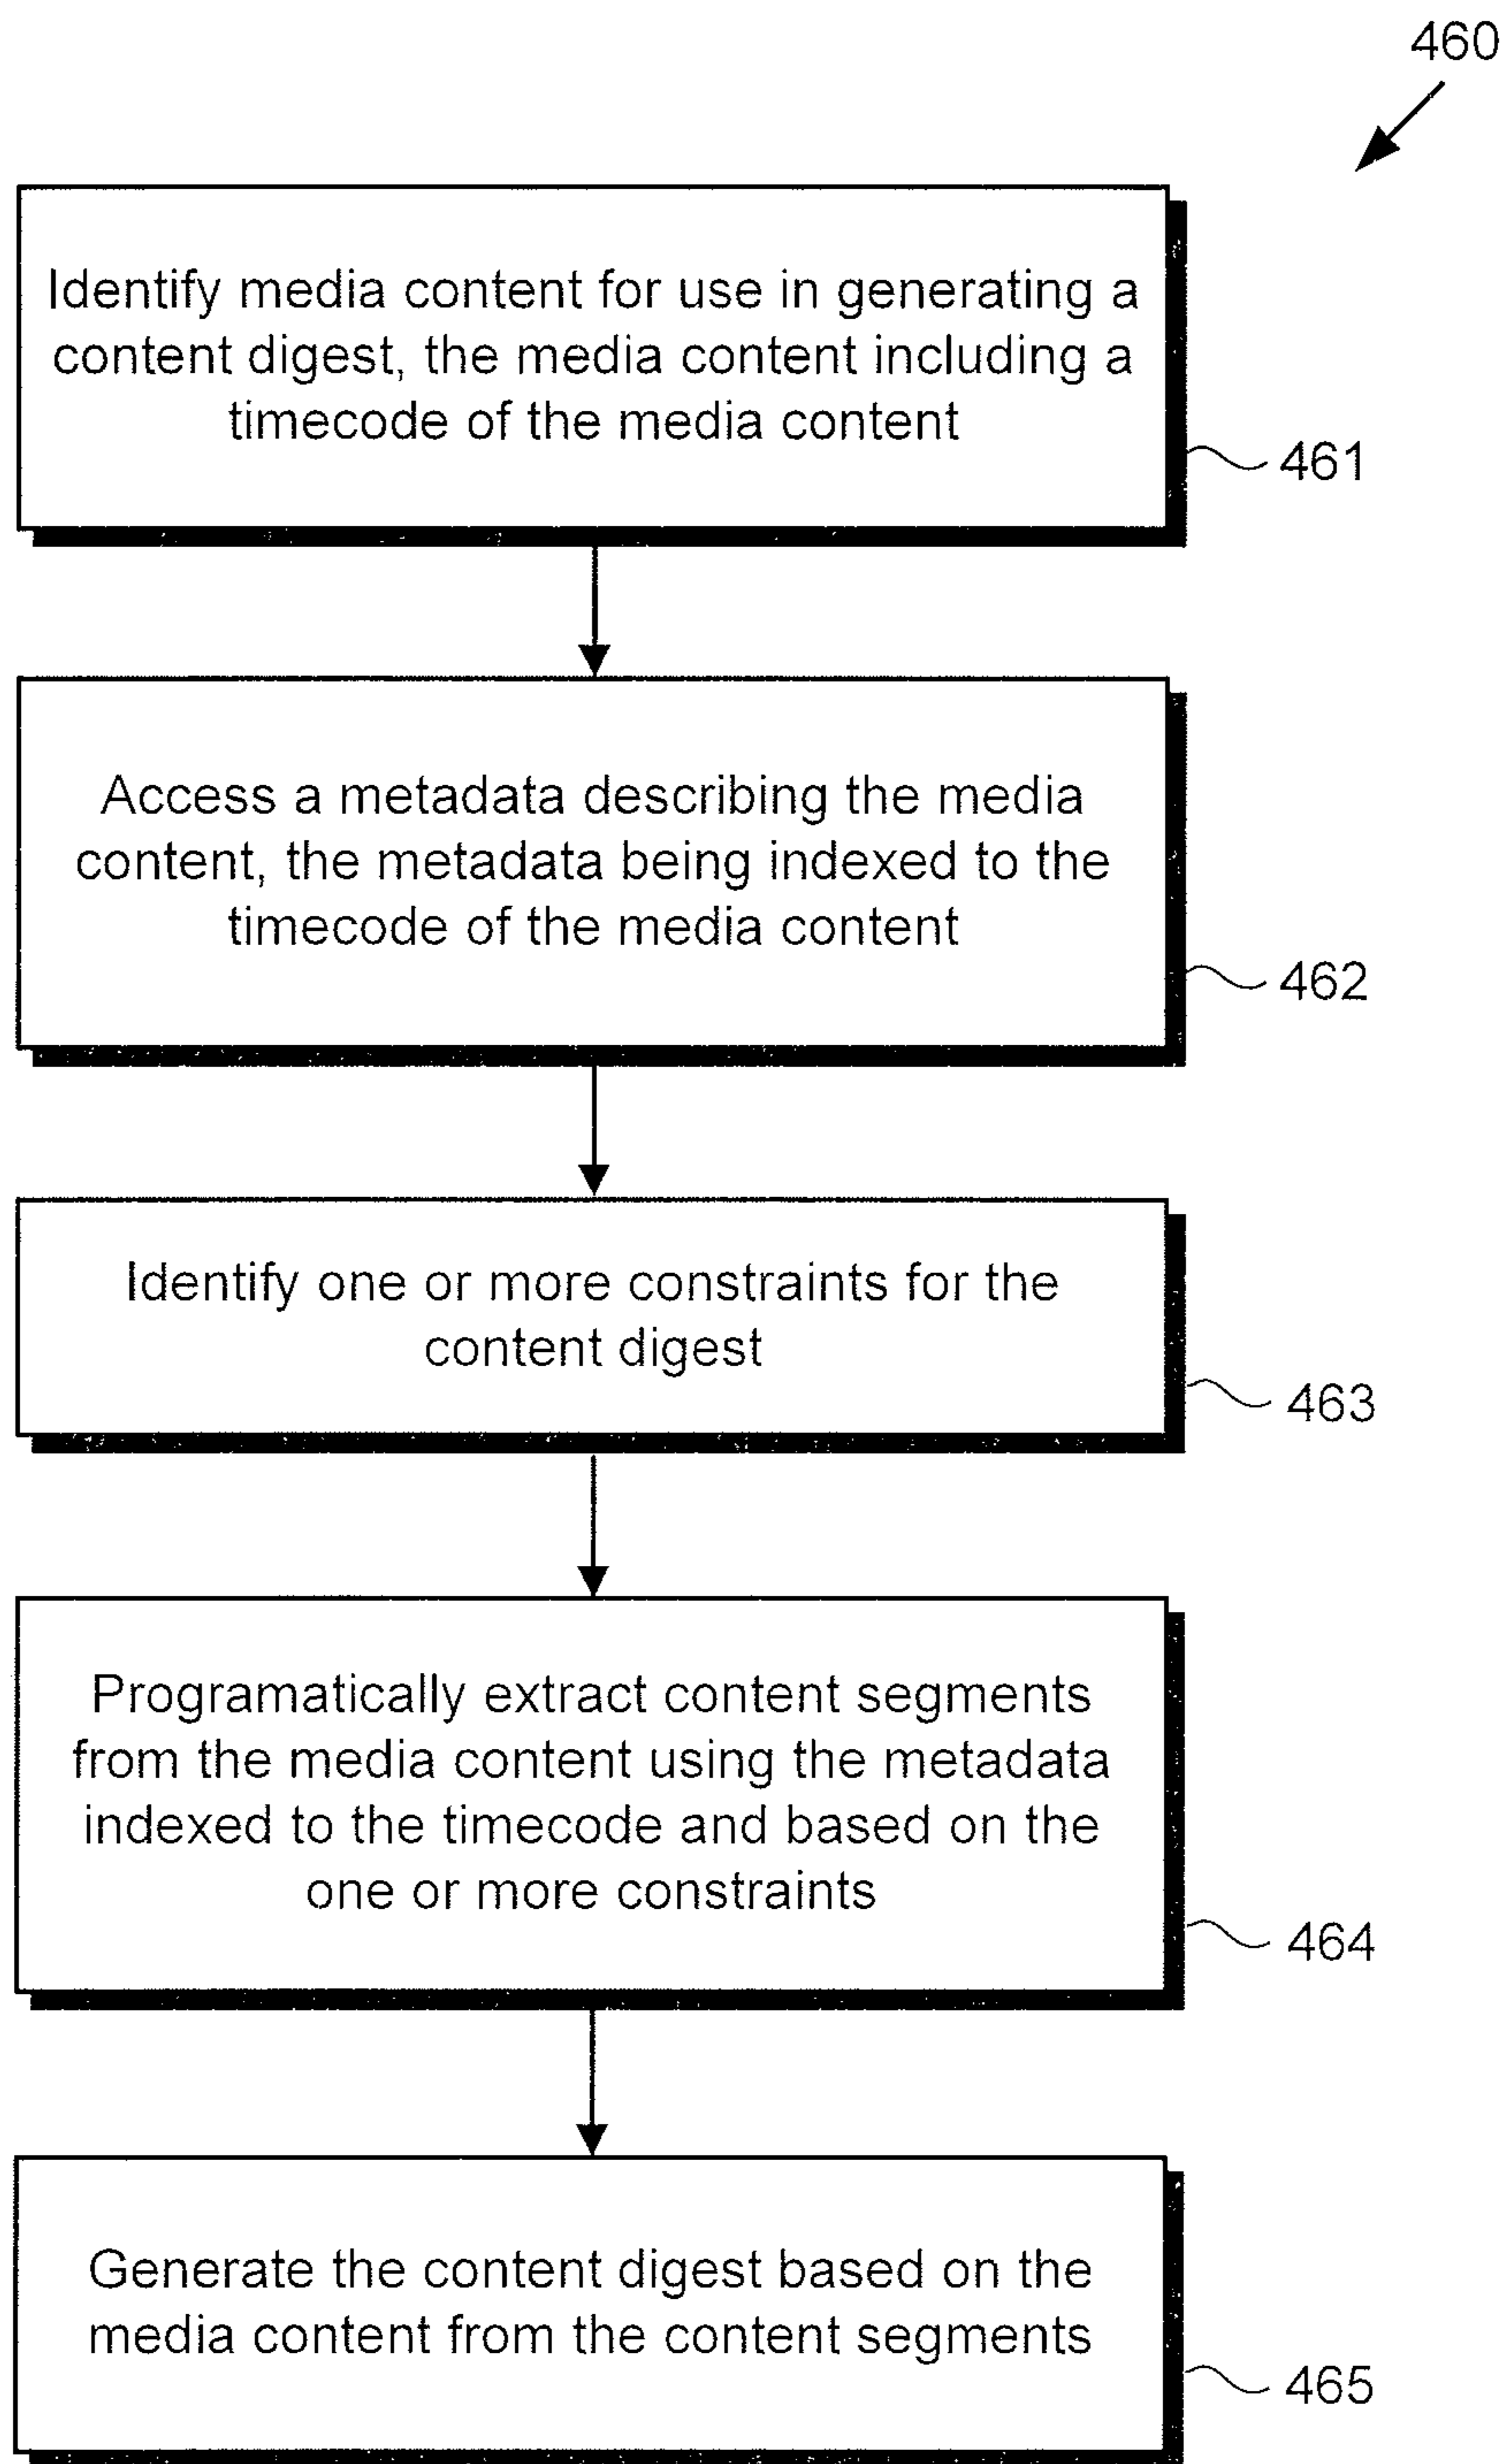 460
Identify media content for use in generating a
content digest, the media content including a
timecode of the media content
461
Access a metadata describing the media
content, the metadata being indexed to the
timecode of the media content
462
Identify one or more constraints for the
content digest
463
Programatically extract content segments
from the media content using the metadata
indexed to the timecode and based on the
one or more constraints
464
Generate the content digest based on the
media content from the content segments
465